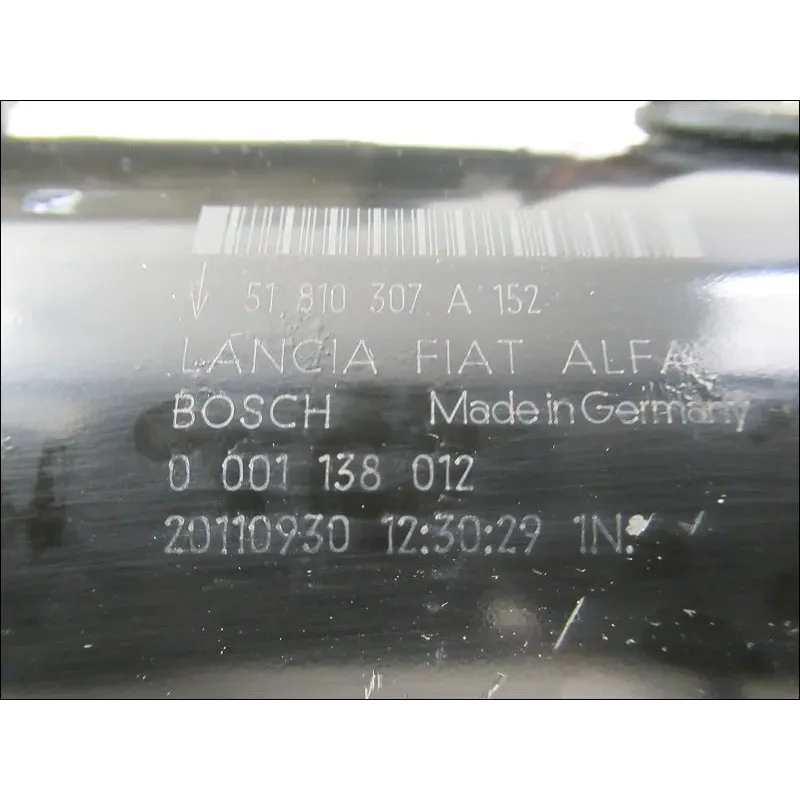 51 810 307 A 152
LANCIA FIAT ALFA
BOSCH Made in Germany
0 001 138 012
20110930 12:30:29 1N